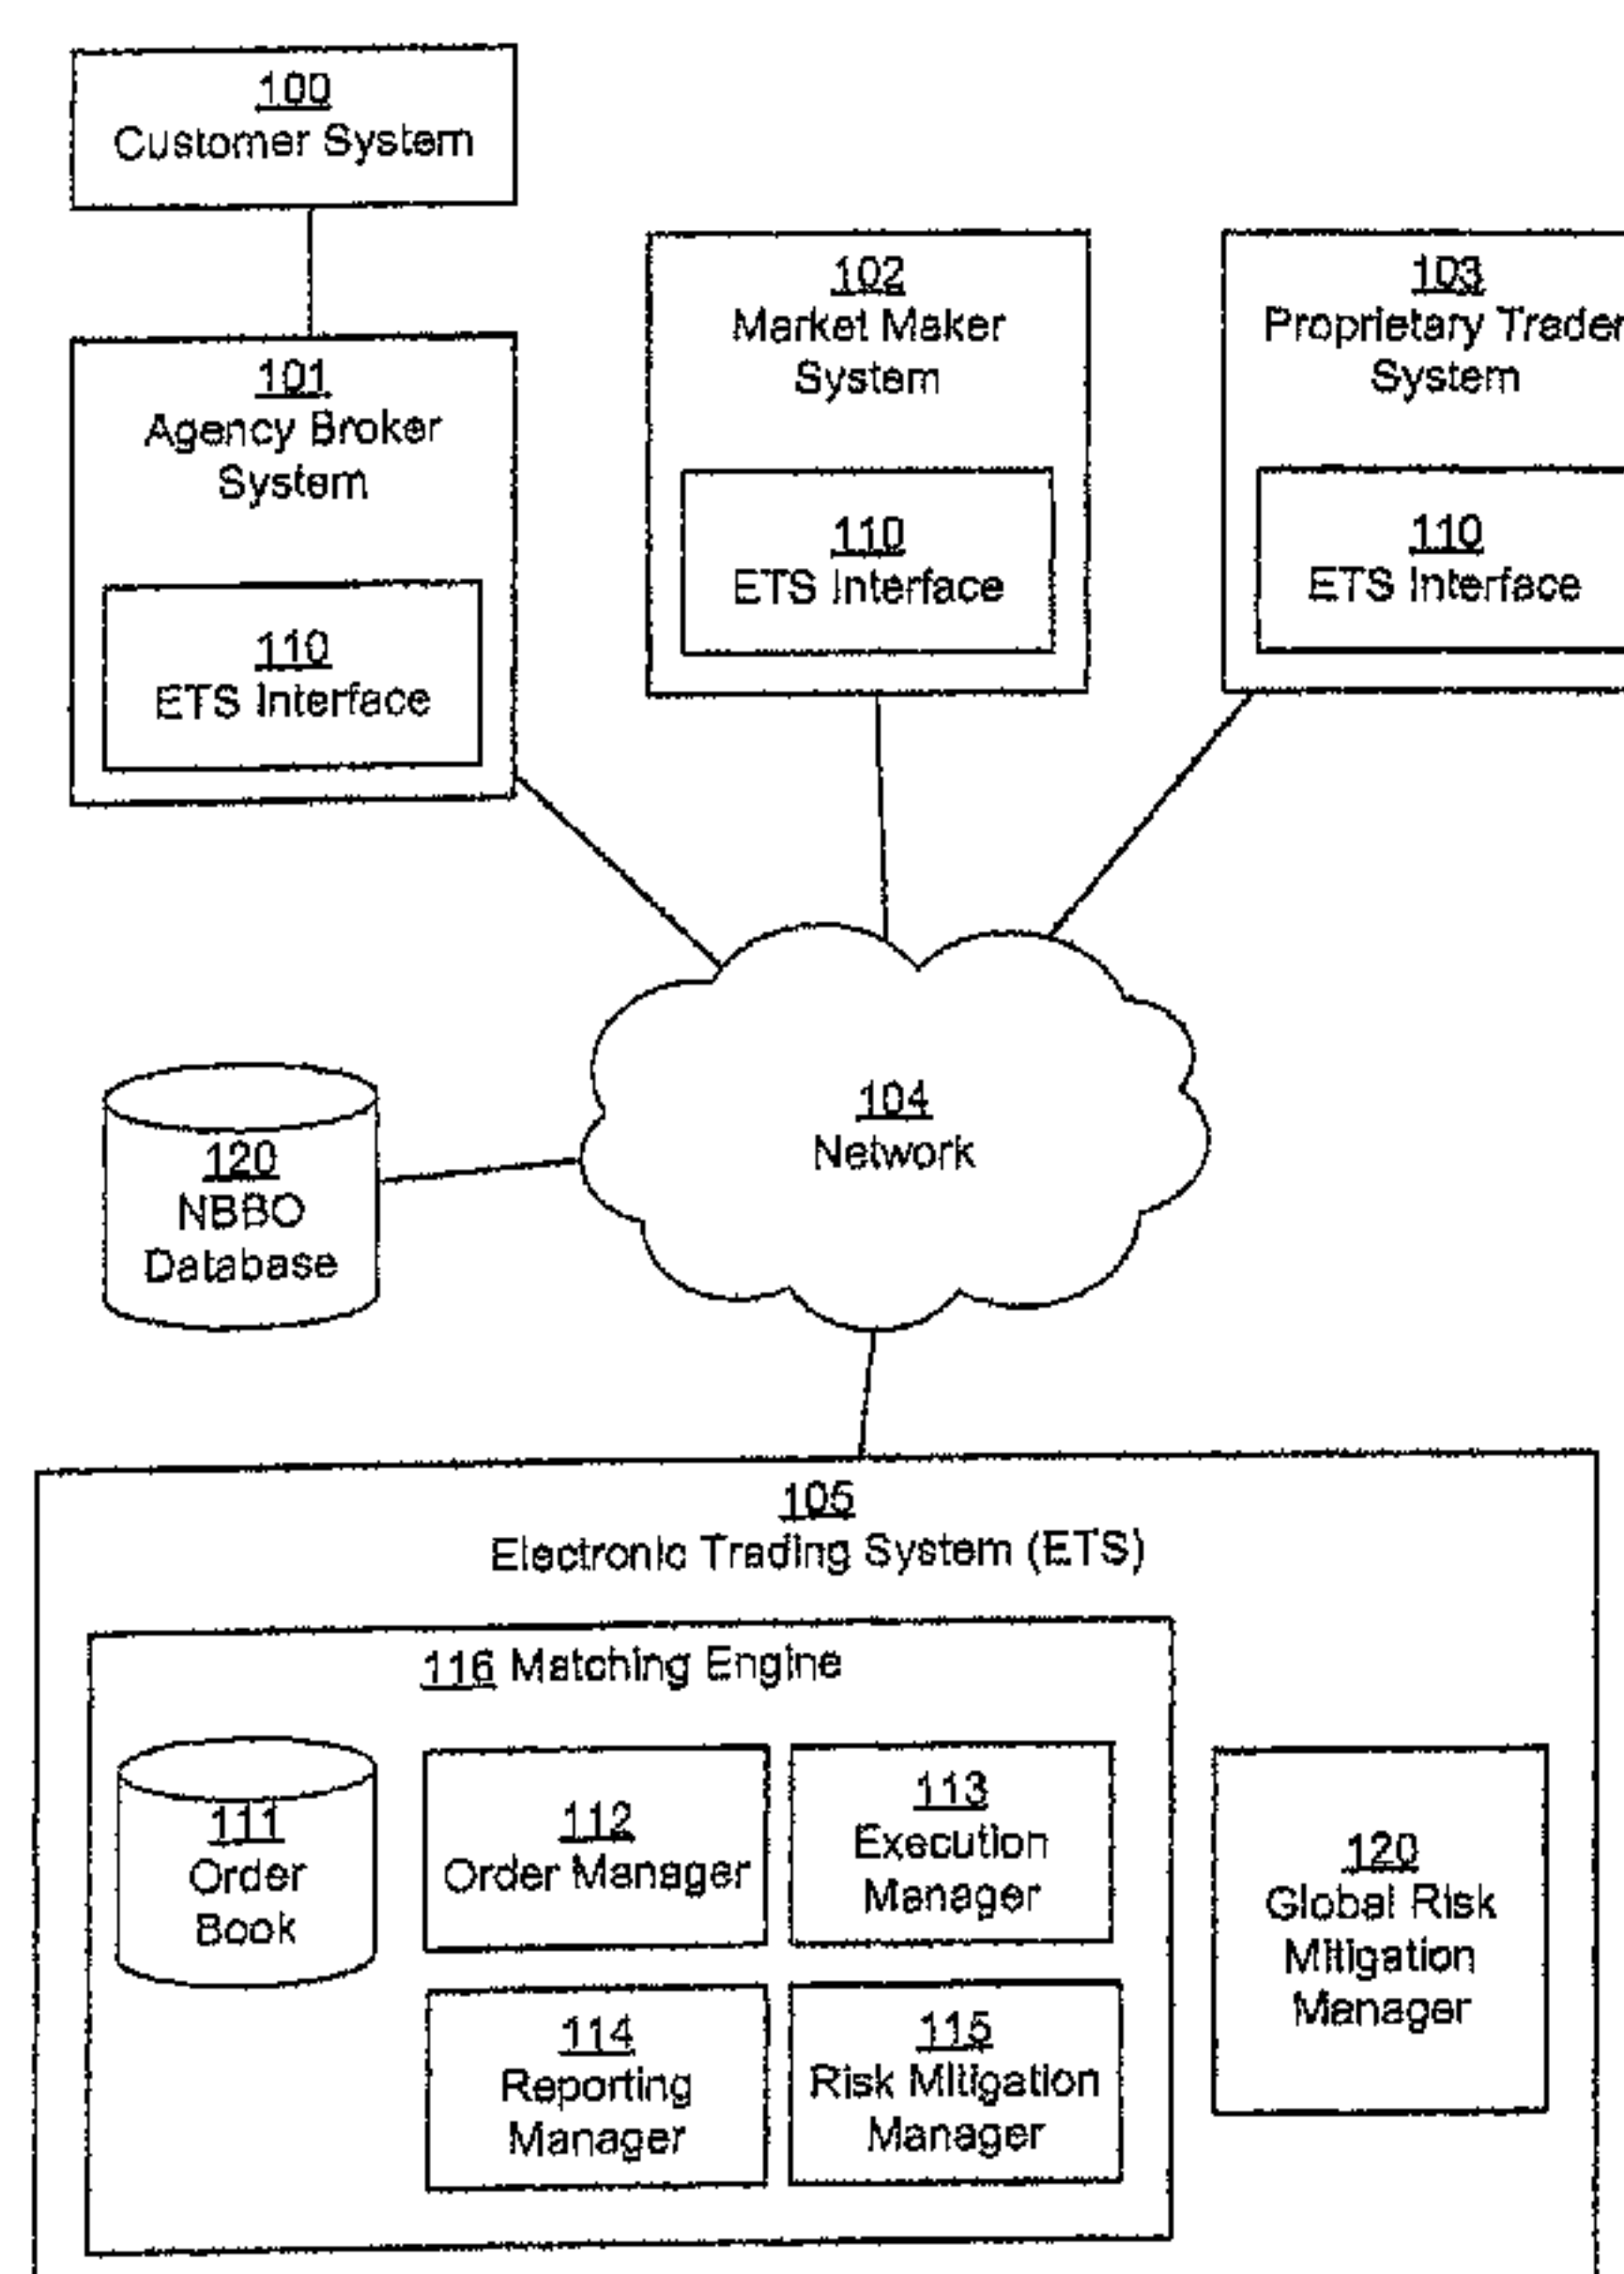 100
Customer System
101
Agency Broker
System
110
ETS Interface
102
Market Maker
System
110
ETS Interface
103
Proprietary Trader
System
110
ETS Interface
104
Network
120
NBBO
Database
105
Electronic Trading System (ETS)
116 Matching Engine
111
Order
Book
112
Order Manager
113
Execution
Manager
114
Reporting
Manager
115
Risk Mitigation
Manager
120
Global Risk
Mitigation
Manager